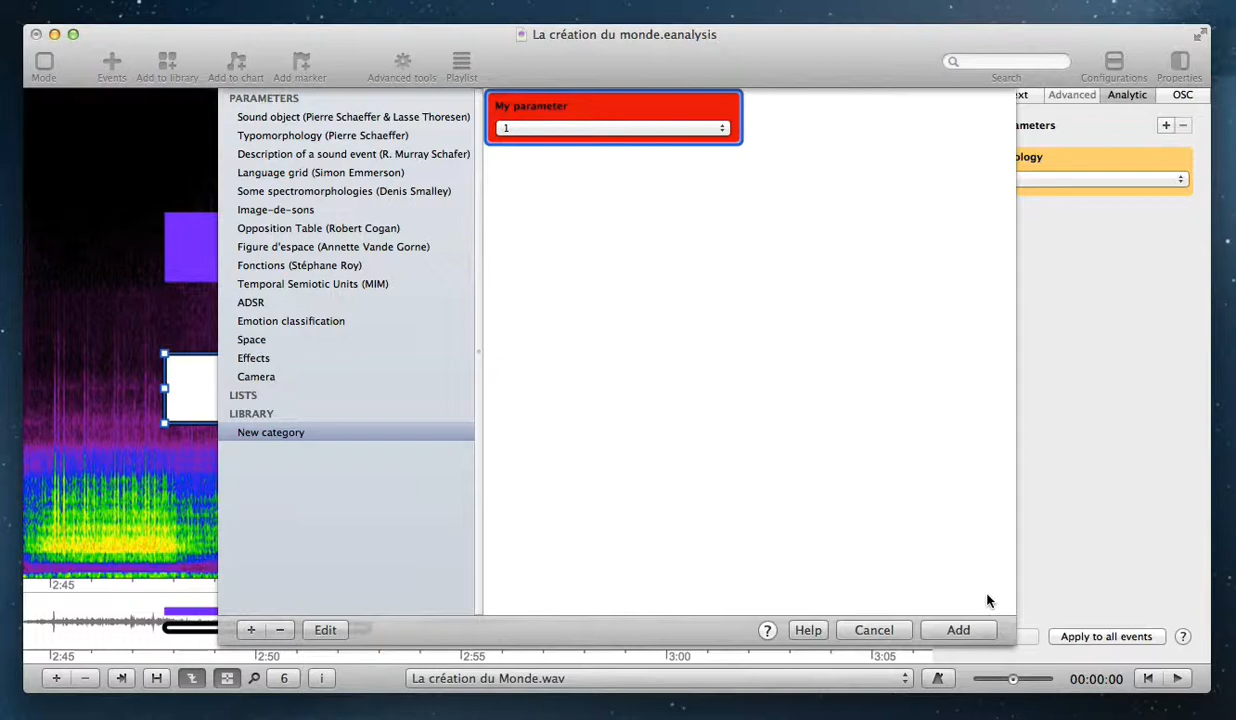 La création du monde.eanalysis
Mode
Events
Add to library
Add to chart
Add marker
Advanced tools
Playlist
Search
Configurations
Properties
PARAMETERS
Sound object (Pierre Schaeffer & Lasse Thoresen)
Typomorphology (Pierre Schaeffer)
Description of a sound event (R. Murray Schafer)
Language grid (Simon Emmerson)
Some spectromorphologies (Denis Smalley)
Image-de-sons
Opposition Table (Robert Cogan)
Figure d'espace (Annette Vande Gorne)
Fonctions (Stéphane Roy)
Temporal Semiotic Units (MIM)
ADSR
Emotion classification
Space
Effects
Camera
LISTS
LIBRARY
New category
My parameter
1
ext
Advanced
Analytic
OSC
ameters
+
−
ology
+
−
Edit
?
Help
Cancel
Add
Apply to all events
?
2:45
2:45
2:50
2:55
3:00
3:05
+
−
6
i
La création du Monde.wav
00:00:00